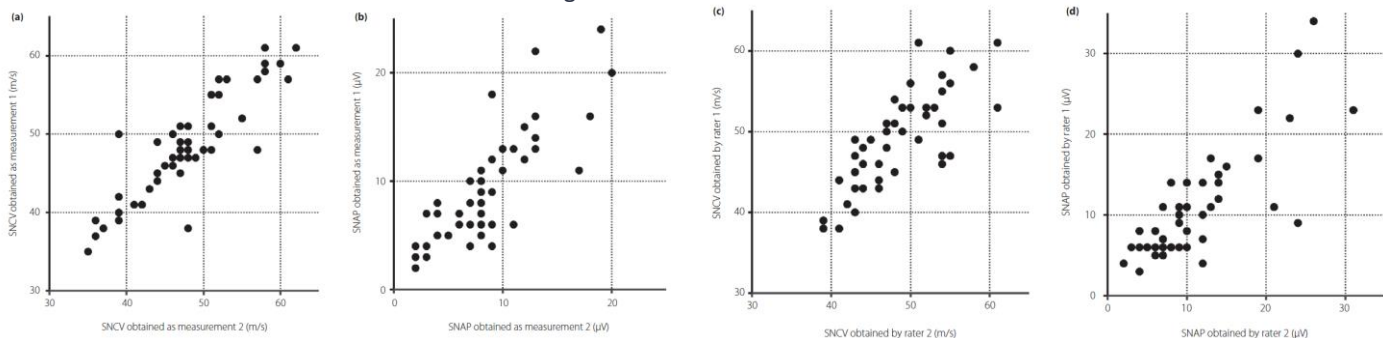 (a)
60
50
40
30
30
40
50
60
SNCV obtained as measurement 1 (m/s)
SNCV obtained as measurement 2 (m/s)
(b)
20
10
0
0
10
20
SNAP obtained as measurement 1 (µV)
SNAP obtained as measurement 2 (µV)
(c)
60
50
40
30
30
40
50
60
SNCV obtained by rater 1 (m/s)
SNCV obtained by rater 2 (m/s)
(d)
30
20
10
0
0
10
20
30
SNAP obtained by rater 1 (µV)
SNAP obtained by rater 2 (µV)